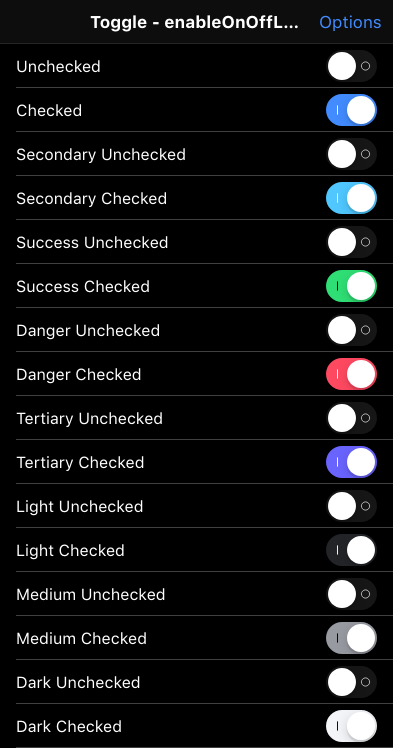 Toggle - enableOnOffL... Options
Unchecked
Checked
Secondary Unchecked
Secondary Checked
Success Unchecked
Success Checked
Danger Unchecked
Danger Checked
Tertiary Unchecked
Tertiary Checked
Light Unchecked
Light Checked
Medium Unchecked
Medium Checked
Dark Unchecked
Dark Checked